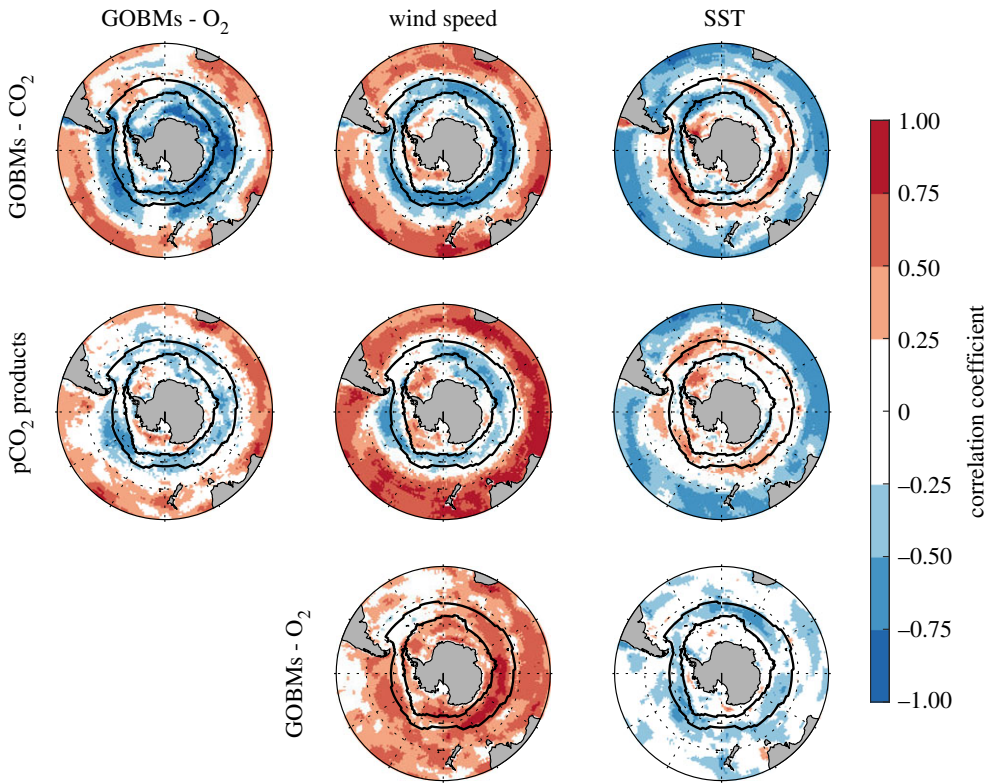 GOBMs - O₂
wind speed
SST
GOBMs - CO₂
pCO₂ products
GOBMs - O₂
1.00
0.75
0.50
0.25
0
–0.25
–0.50
–0.75
–1.00
correlation coefficient